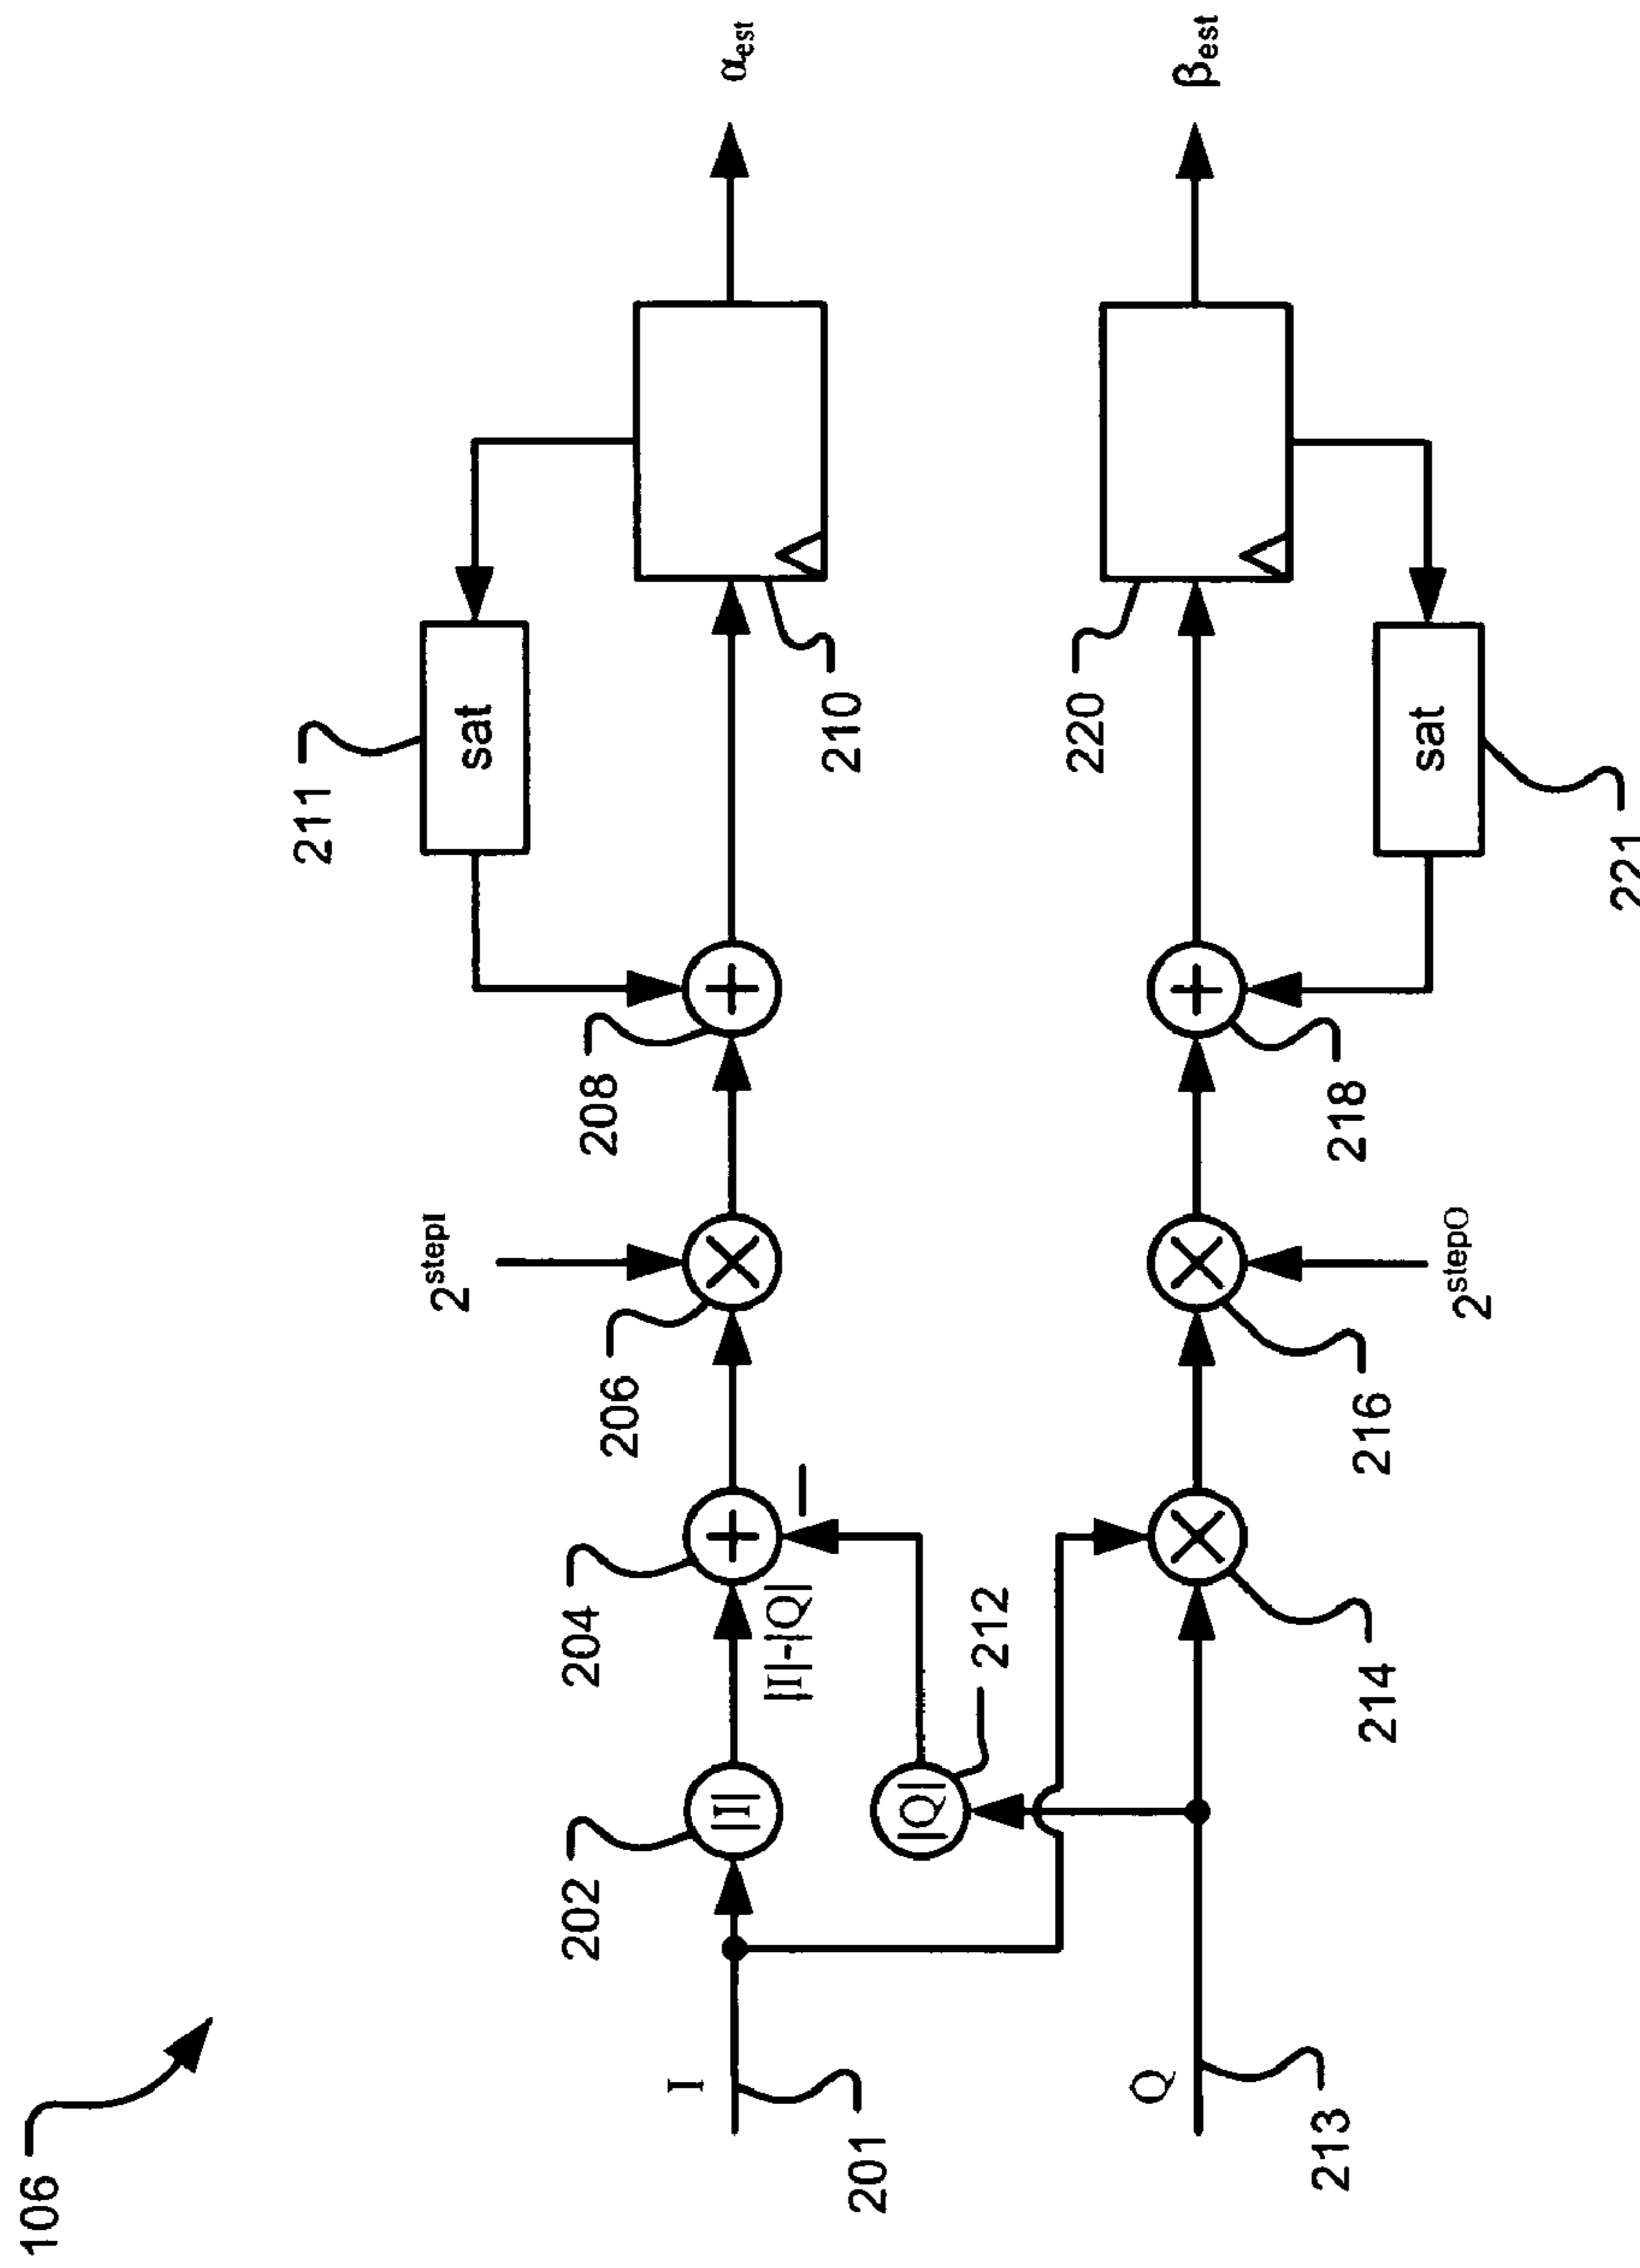 106
211
2^stepI
sat
202
204
206
208
I
|I|
α_est
|I|-|Q|
210
201
|Q|
212
220
Q
β_est
213
214
216
218
sat
2^stepO
221